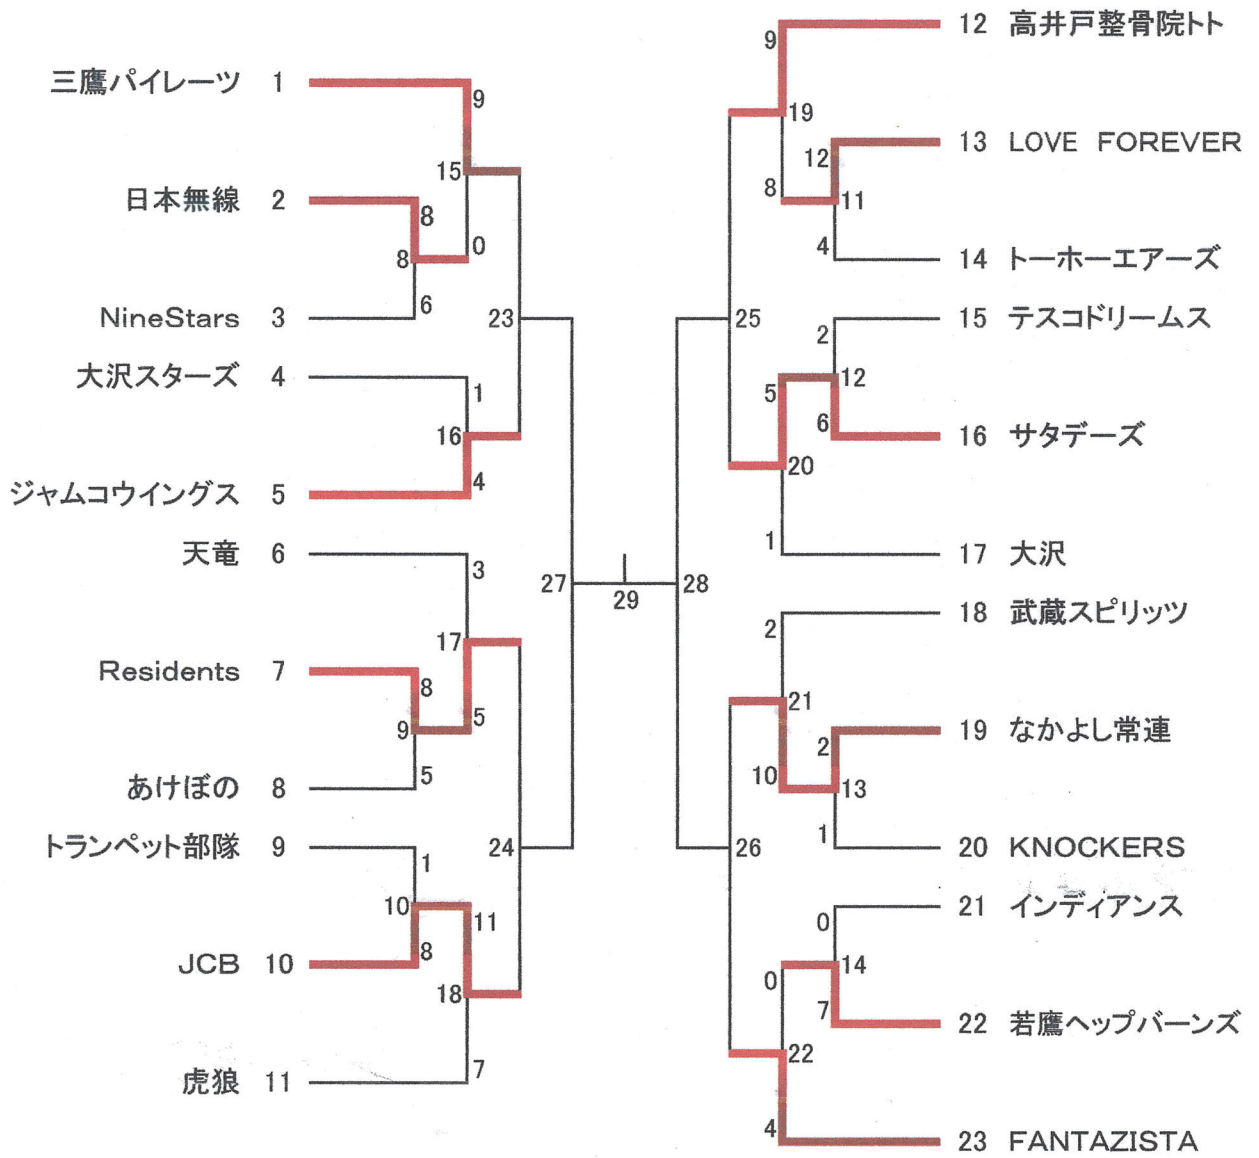 三鷹パイレーツ 1
9
15
日本無線 2
8
8
0
NineStars 3
6
23
大沢スターズ 4
1
16
ジャムコウイングス 5
4
天竜 6
3
27
17
Residents 7
8
9
5
あけぼの 8
5
トランペット部隊 9
1
24
10
11
JCB 10
8
18
虎狼 11
7
29
12 高井戸整骨院トト
9
19
13 LOVE FOREVER
12
8
11
4
14 トーホーエアーズ
25
15 テスコドリームス
2
5
12
6
16 サタデーズ
20
1
17 大沢
28
18 武蔵スピリッツ
2
21
19 なかよし常連
2
10
13
1
20 KNOCKERS
26
21 インディアンス
0
0
14
7
22 若鷹ヘップバーンズ
22
4
23 FANTAZISTA